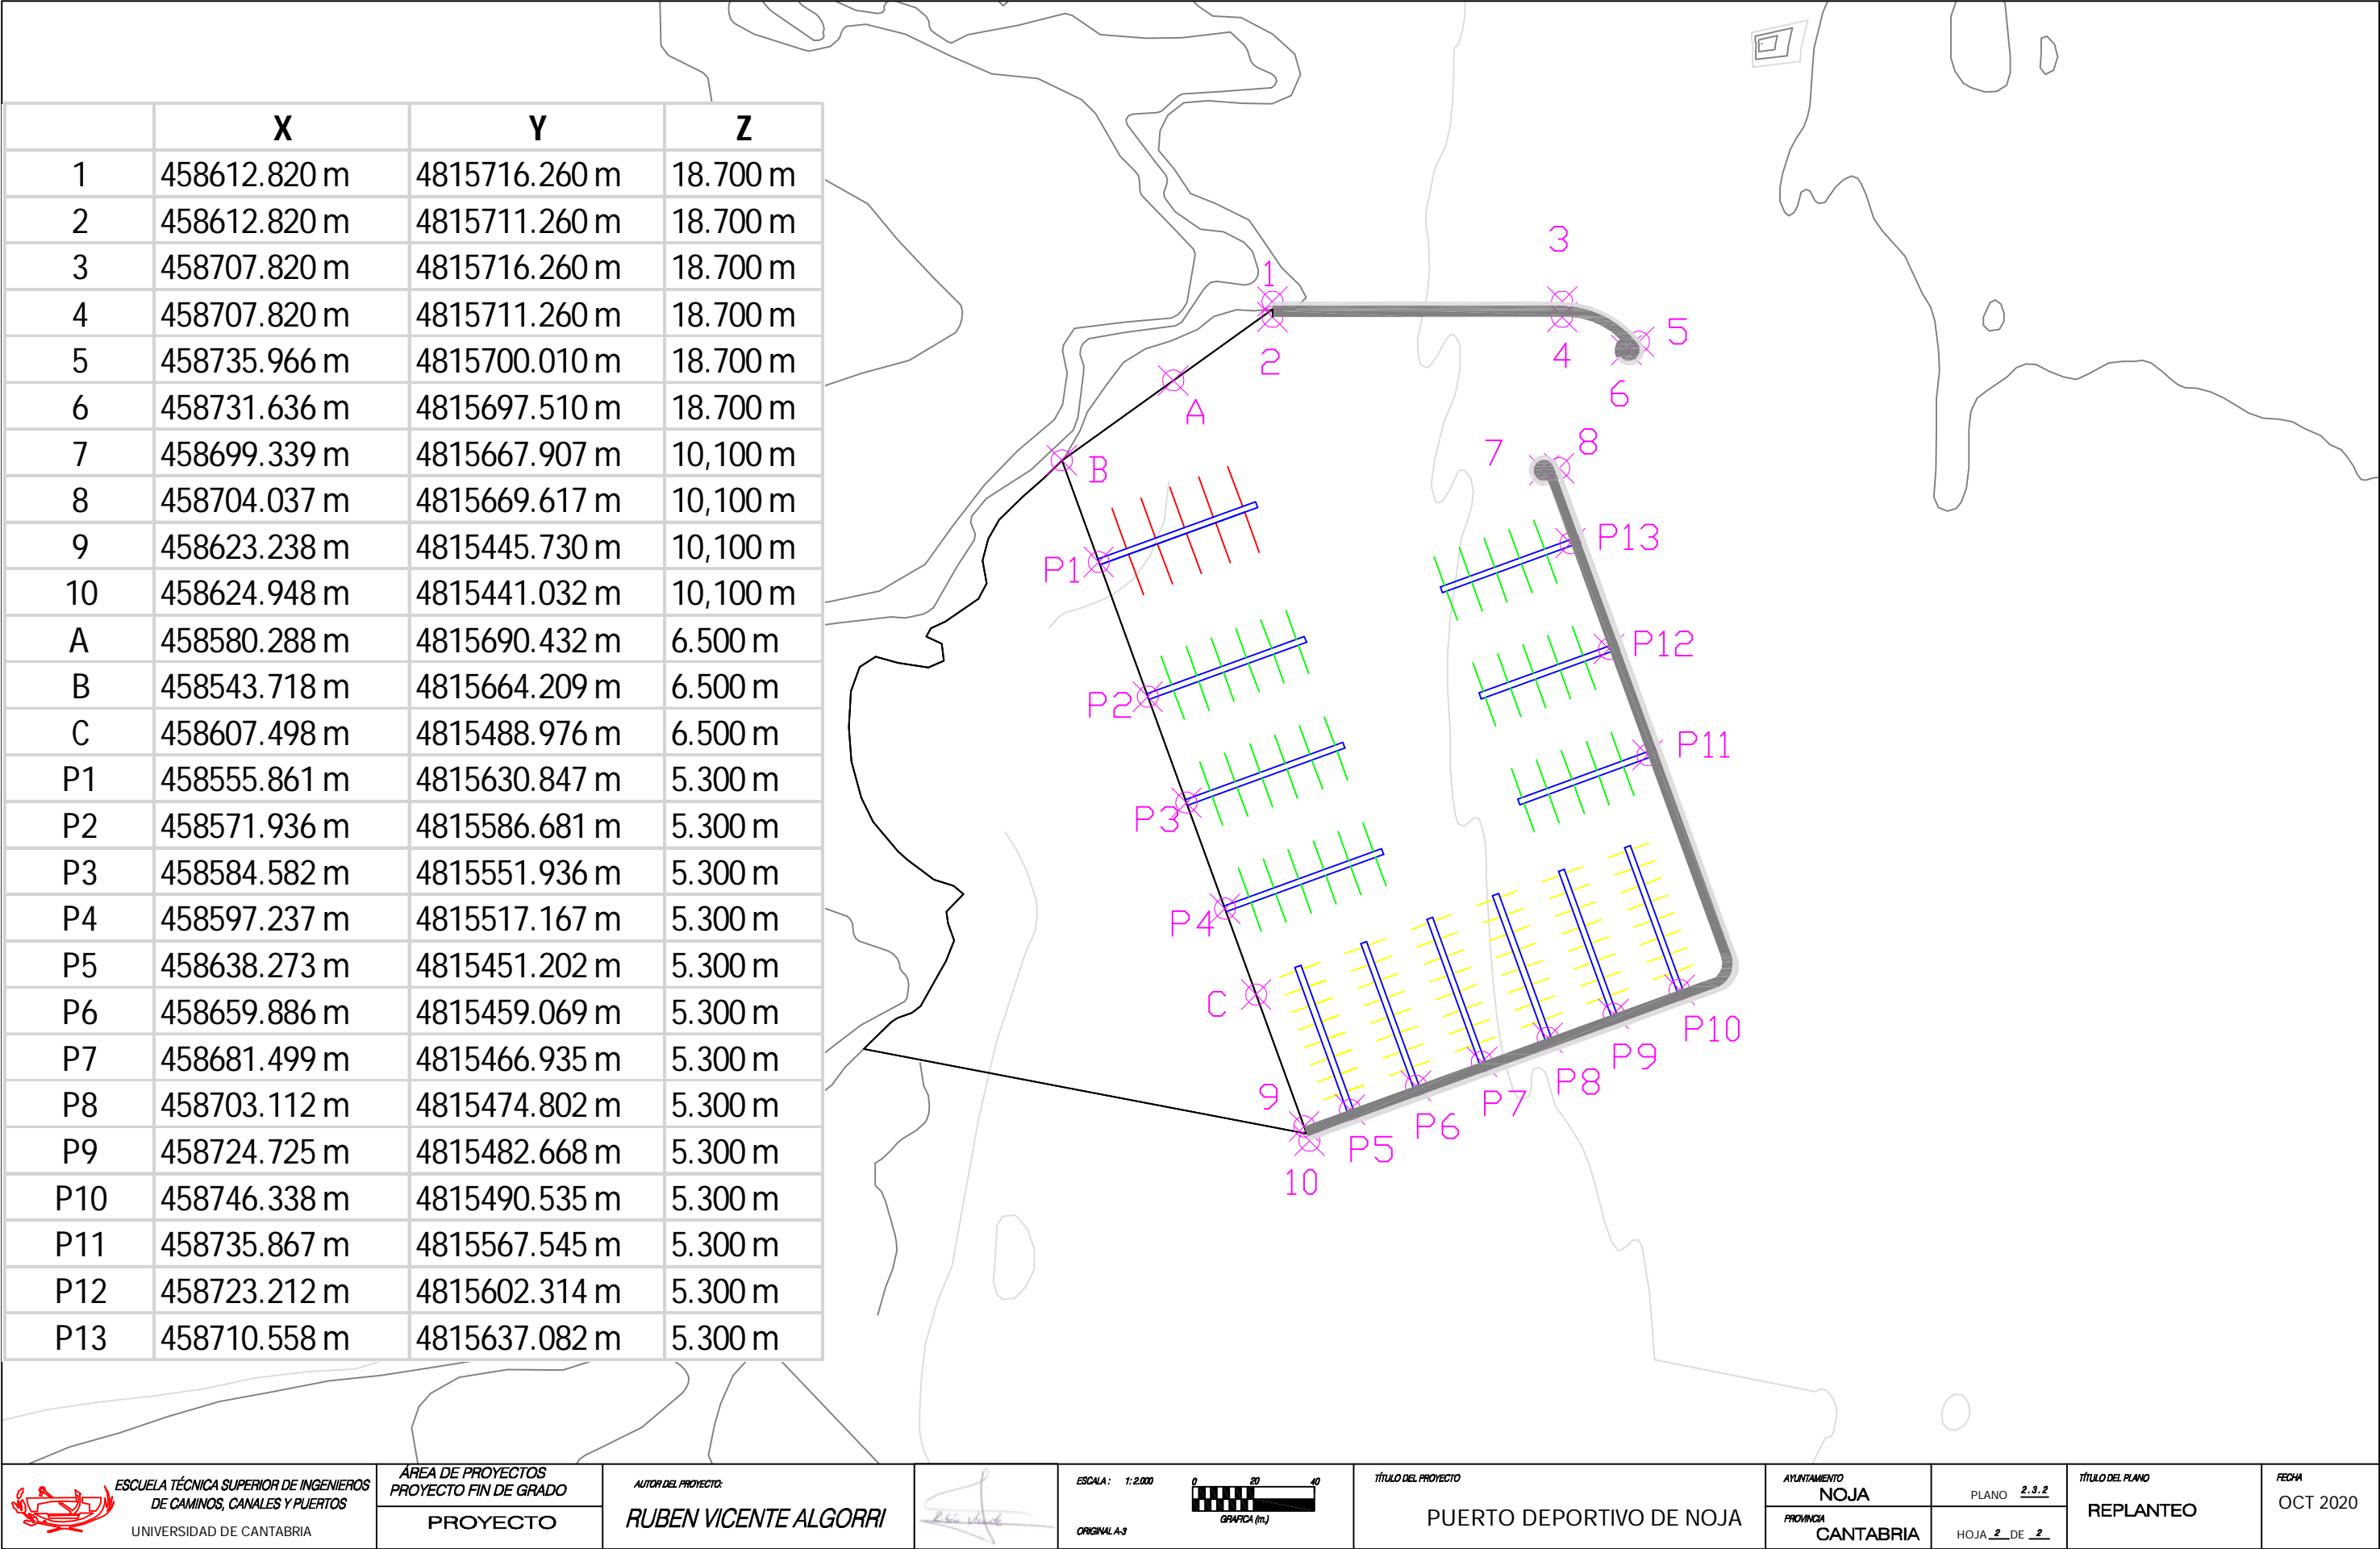 X Y Z
1 458612.820 m 4815716.260 m 18.700 m
2 458612.820 m 4815711.260 m 18.700 m
3 458707.820 m 4815716.260 m 18.700 m
4 458707.820 m 4815711.260 m 18.700 m
5 458735.966 m 4815700.010 m 18.700 m
6 458731.636 m 4815697.510 m 18.700 m
7 458699.339 m 4815667.907 m 10,100 m
8 458704.037 m 4815669.617 m 10,100 m
9 458623.238 m 4815445.730 m 10,100 m
10 458624.948 m 4815441.032 m 10,100 m
A 458580.288 m 4815690.432 m 6.500 m
B 458543.718 m 4815664.209 m 6.500 m
C 458607.498 m 4815488.976 m 6.500 m
P1 458555.861 m 4815630.847 m 5.300 m
P2 458571.936 m 4815586.681 m 5.300 m
P3 458584.582 m 4815551.936 m 5.300 m
P4 458597.237 m 4815517.167 m 5.300 m
P5 458638.273 m 4815451.202 m 5.300 m
P6 458659.886 m 4815459.069 m 5.300 m
P7 458681.499 m 4815466.935 m 5.300 m
P8 458703.112 m 4815474.802 m 5.300 m
P9 458724.725 m 4815482.668 m 5.300 m
P10 458746.338 m 4815490.535 m 5.300 m
P11 458735.867 m 4815567.545 m 5.300 m
P12 458723.212 m 4815602.314 m 5.300 m
P13 458710.558 m 4815637.082 m 5.300 m
3
1
5
2
4
6
A
7
8
B
P13
P1
P12
P2
P11
P3
P4
C
P10
P9
P8
9
P7
P6
P5
10
ESCUELA TÉCNICA SUPERIOR DE INGENIEROS
DE CAMINOS, CANALES Y PUERTOS
UNIVERSIDAD DE CANTABRIA
ÁREA DE PROYECTOS
PROYECTO FIN DE GRADO
PROYECTO
AUTOR DEL PROYECTO:
RUBEN VICENTE ALGORRI
Rubén Vicente
ESCALA : 1: 2.000
ORIGINAL A-3
0 20 40
GRAFICA (m.)
TÍTULO DEL PROYECTO
PUERTO DEPORTIVO DE NOJA
AYUNTAMIENTO
NOJA
PROVINCIA
CANTABRIA
PLANO 2.3.2
HOJA 2 DE 2
TÍTULO DEL PLANO
REPLANTEO
FECHA
OCT 2020